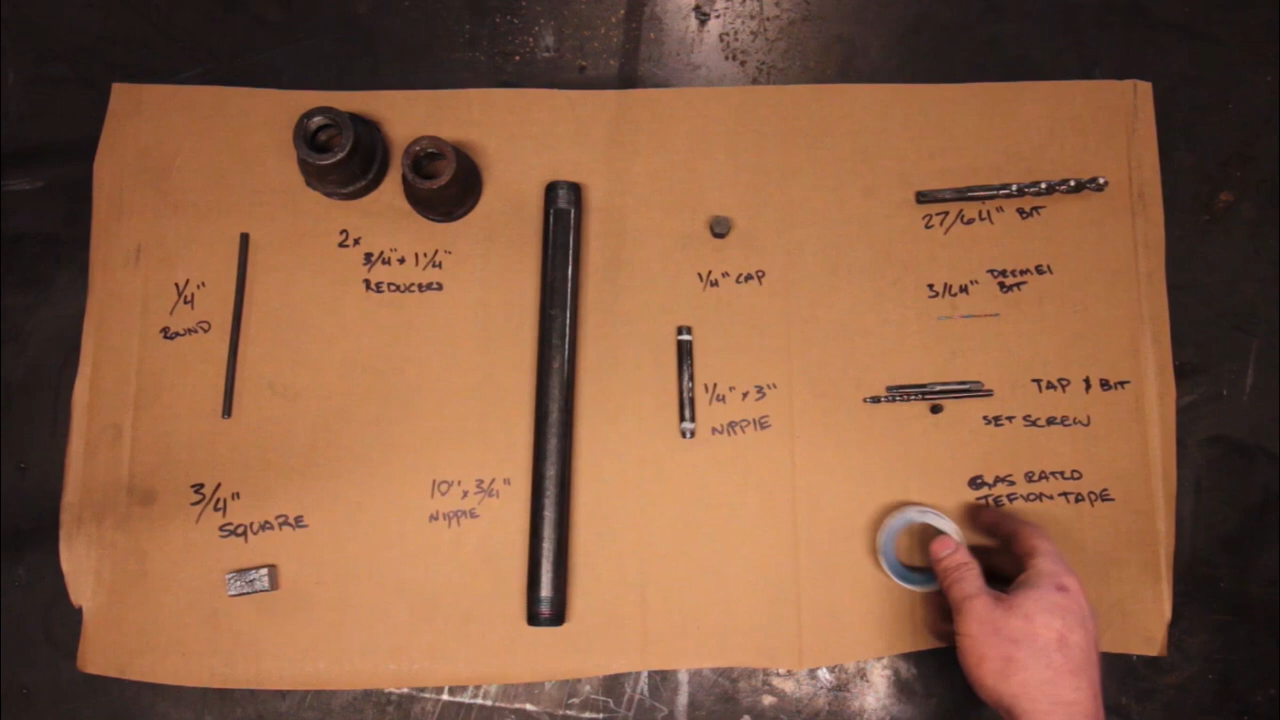 1/4"
ROUND
2x
3/4" + 1 1/4"
REDUCERS
3/4"
SQUARE
10" x 3/4"
NIPPLE
1/4" CAP
1/4" x 3"
NIPPLE
27/64" BIT
3/64" DREMEL
BIT
TAP & BIT
SET SCREW
GAS RATED
TEFLON TAPE